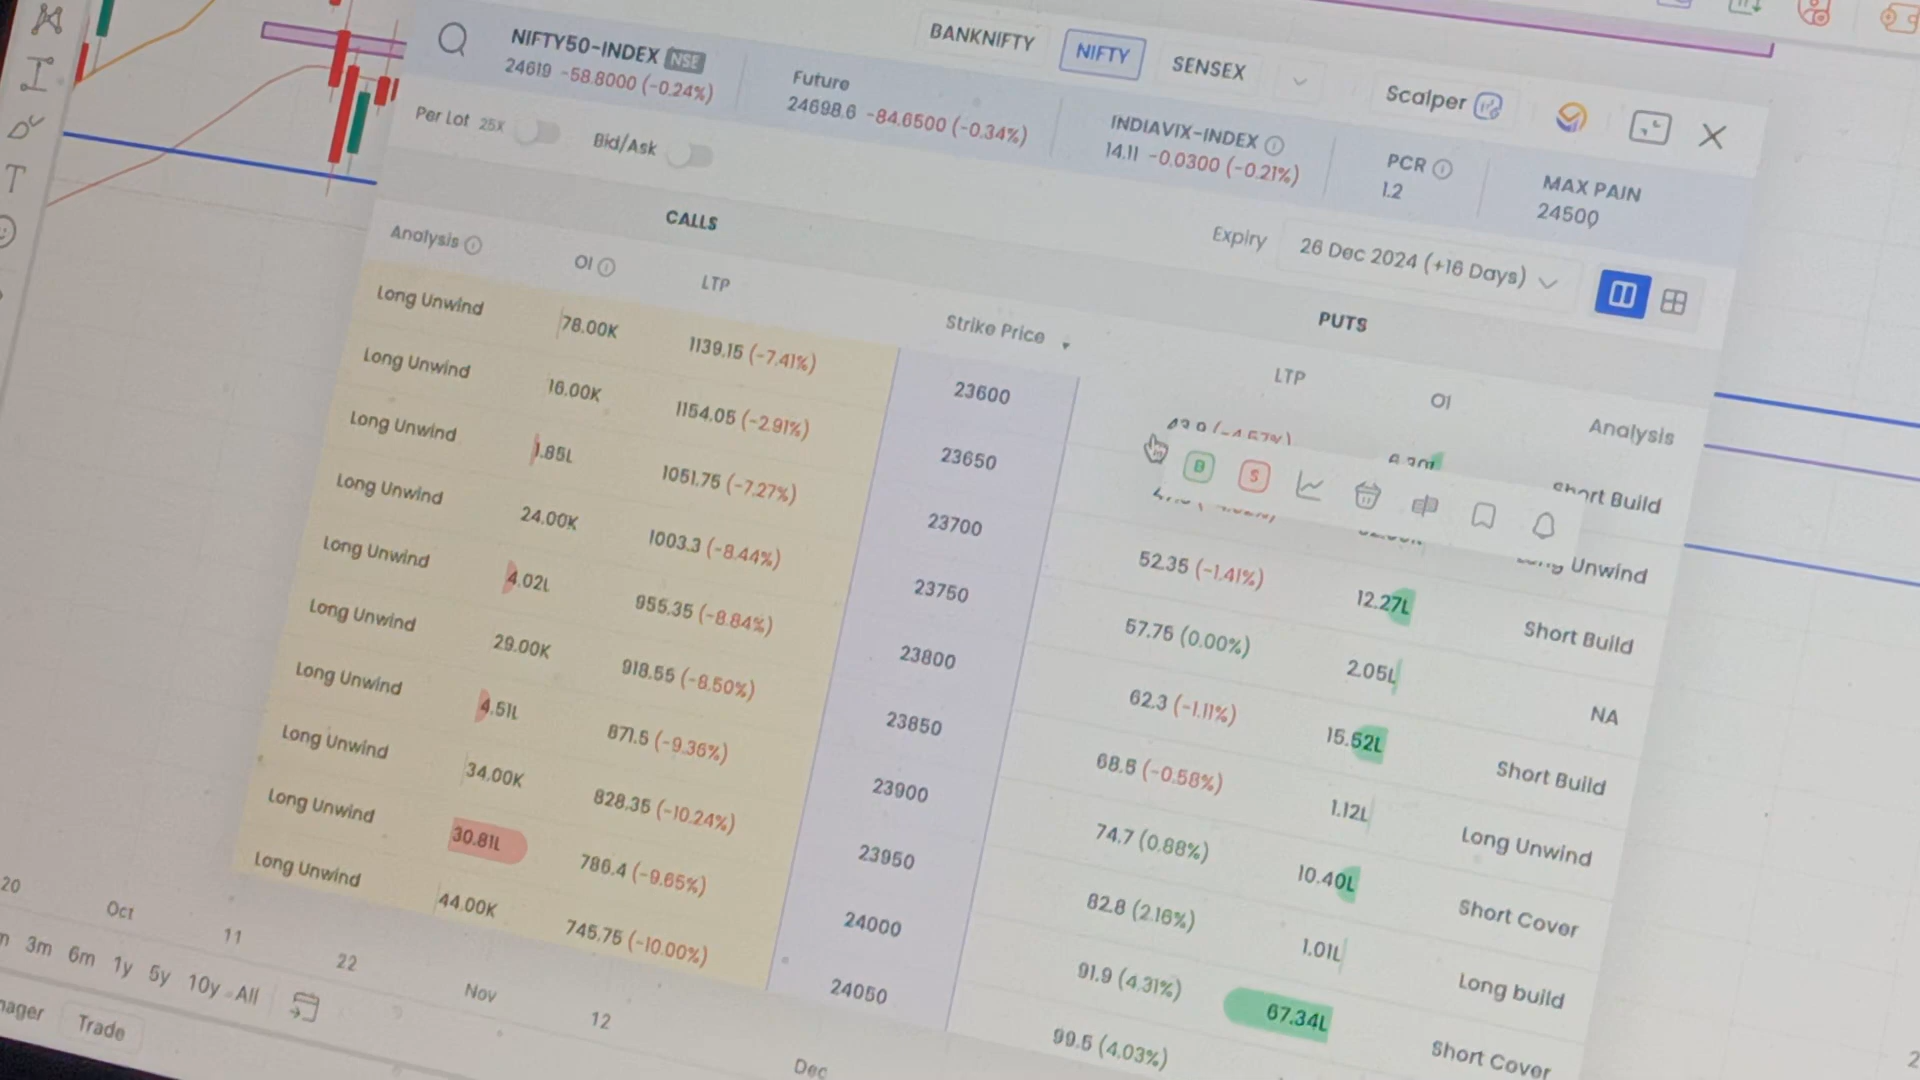 NIFTY50-INDEX NSE
24619 -58.8000 (-0.24%)
BANKNIFTY
NIFTY
SENSEX
Scalper
Future
24698.6 -84.6500 (-0.34%)
INDIAVIX-INDEX
14.11 -0.0300 (-0.21%)
PCR
1.2
MAX PAIN
24500
Per Lot 25X
Bid/Ask
Expiry
26 Dec 2024 (+16 Days)
CALLS
PUTS
Analysis OI LTP Strike Price LTP OI Analysis
Long Unwind 78.00K 1139.15 (-7.41%) 23600 Short Build
Long Unwind 16.00K 1154.05 (-2.91%) 23650 Unwind
Long Unwind 1.85L 1051.75 (-7.27%) 23700 52.35 (-1.41%) 12.27L Short Build
Long Unwind 24.00K 1003.3 (-8.44%) 23750 57.75 (0.00%) 2.05L NA
Long Unwind 4.02L 955.35 (-8.84%) 23800 62.3 (-1.11%) 15.52L Short Build
Long Unwind 29.00K 918.55 (-8.50%) 23850 68.5 (-0.58%) 1.12L Long Unwind
Long Unwind 4.51L 871.5 (-9.36%) 23900 74.7 (0.88%) 10.40L Short Cover
Long Unwind 34.00K 828.35 (-10.24%) 23950 82.8 (2.16%) 1.01L Long build
Long Unwind 30.81L 786.4 (-9.65%) 24000 91.9 (4.31%) 67.34L Short Cover
Long Unwind 44.00K 745.75 (-10.00%) 24050 99.5 (4.03%)
B S
20 Oct 11 22 Nov 12 Dec
3m 6m 1y 5y 10y All
Trade